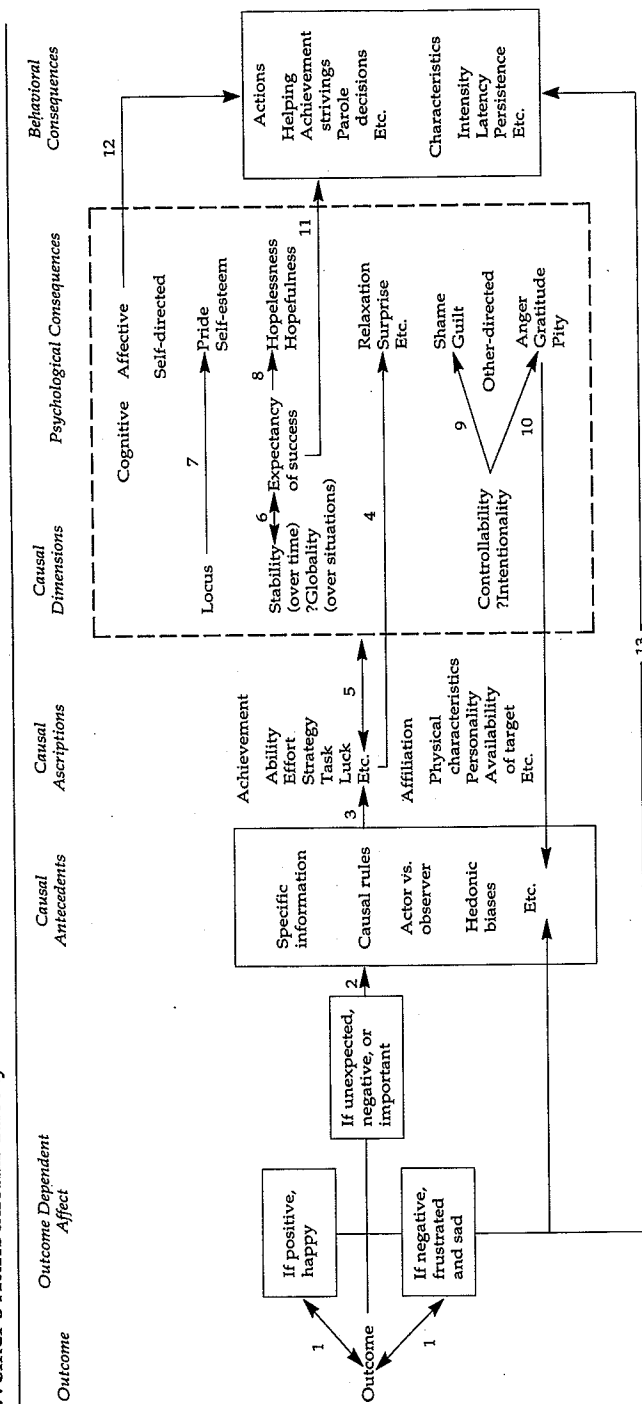 Outcome
Outcome Dependent
Affect
Causal
Antecedents
Causal
Ascriptions
Causal
Dimensions
Psychological Consequences
Behavioral
Consequences
Outcome
1
1
If positive,
happy
If negative,
frustrated
and sad
If unexpected,
negative, or
important
2
Specific
information
Causal rules
Actor vs.
observer
Hedonic
biases
Etc.
3
Achievement
Ability
Effort
Strategy
Task
Luck
Etc.
Affiliation
Physical
characteristics
Personality
Availability
of target
Etc.
5
4
Cognitive
Affective
Self-directed
Locus
7
Pride
Self-esteem
Stability
(over time)
?Globality
(over situations)
6
Expectancy
of success
8
Hopelessness
Hopefulness
Relaxation
Surprise
Etc.
Controllability
?Intentionality
9
10
Shame
Guilt
Other-directed
Anger
Gratitude
Pity
11
12
13
Actions
Helping
Achievement
strivings
Parole
decisions
Etc.
Characteristics
Intensity
Latency
Persistence
Etc.